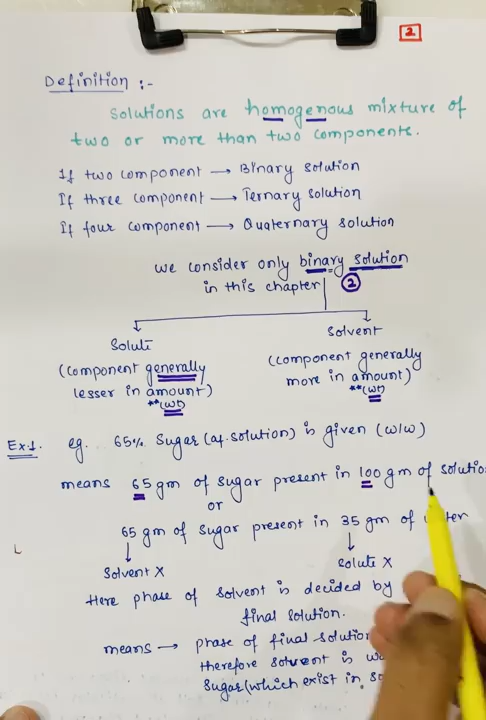 2
Definition :-
Solutions are homogenous mixture of
two or more than two components.
If two component → Binary solution
If three component → Ternary solution
If four component → Quaternary solution
we consider only binary solution
in this chapter 2
Solute
(component generally
lesser in amount)
**(wt)
Solvent
(component generally
more in amount)
**(wt)
Ex.1. eg. 65% Sugar (aq. solution) is given (w/w)
means 65 gm of sugar present in 100 gm of
or
65 gm of sugar present in 35 gm of
Solvent X
Solute X
Here phase of solvent is decided by
final solution.
means → phase of final solution
therefore solvent is
sugar (which exist in